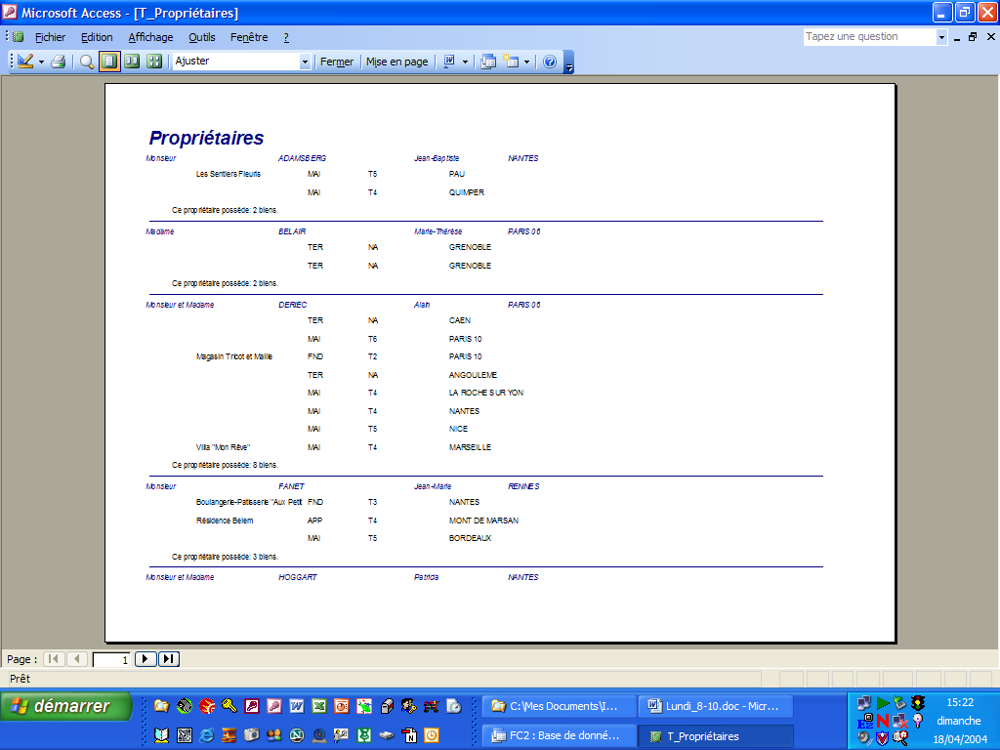 Microsoft Access - [T_Propriétaires]
Fichier Edition Affichage Outils Fenêtre ? Tapez une question
Ajuster Fermer Mise en page
Propriétaires
Monsieur ADAMSBERG Jean-Baptiste NANTES
Les Sentiers Fleuris MAI T5 PAU
MAI T4 QUIMPER
Ce propriétaire possède: 2 biens.
Madame BELAIR Marie-Thérèse PARIS 06
TER NA GRENOBLE
TER NA GRENOBLE
Ce propriétaire possède: 2 biens.
Monsieur et Madame DERIEC Alain PARIS 06
TER NA CAEN
MAI T6 PARIS 10
Magasin Tricot et Maille FND T2 PARIS 10
TER NA ANGOULEME
MAI T4 LA ROCHE SUR YON
MAI T4 NANTES
MAI T5 NICE
Villa "Mon Rêve" MAI T4 MARSEILLE
Ce propriétaire possède: 8 biens.
Monsieur FANET Jean-Marie RENNES
Boulangerie-Patisserie "Aux Petit FND T3 NANTES
Résidence Belem APP T4 MONT DE MARSAN
MAI T5 BORDEAUX
Ce propriétaire possède: 3 biens.
Monsieur et Madame HOGGART Patricia NANTES
Page : 1
Prêt
démarrer C:\Mes Documents\I... Lundi_8-10.doc - Micr... 15:22
dimanche
FC2 : Base de donné... T_Propriétaires 18/04/2004